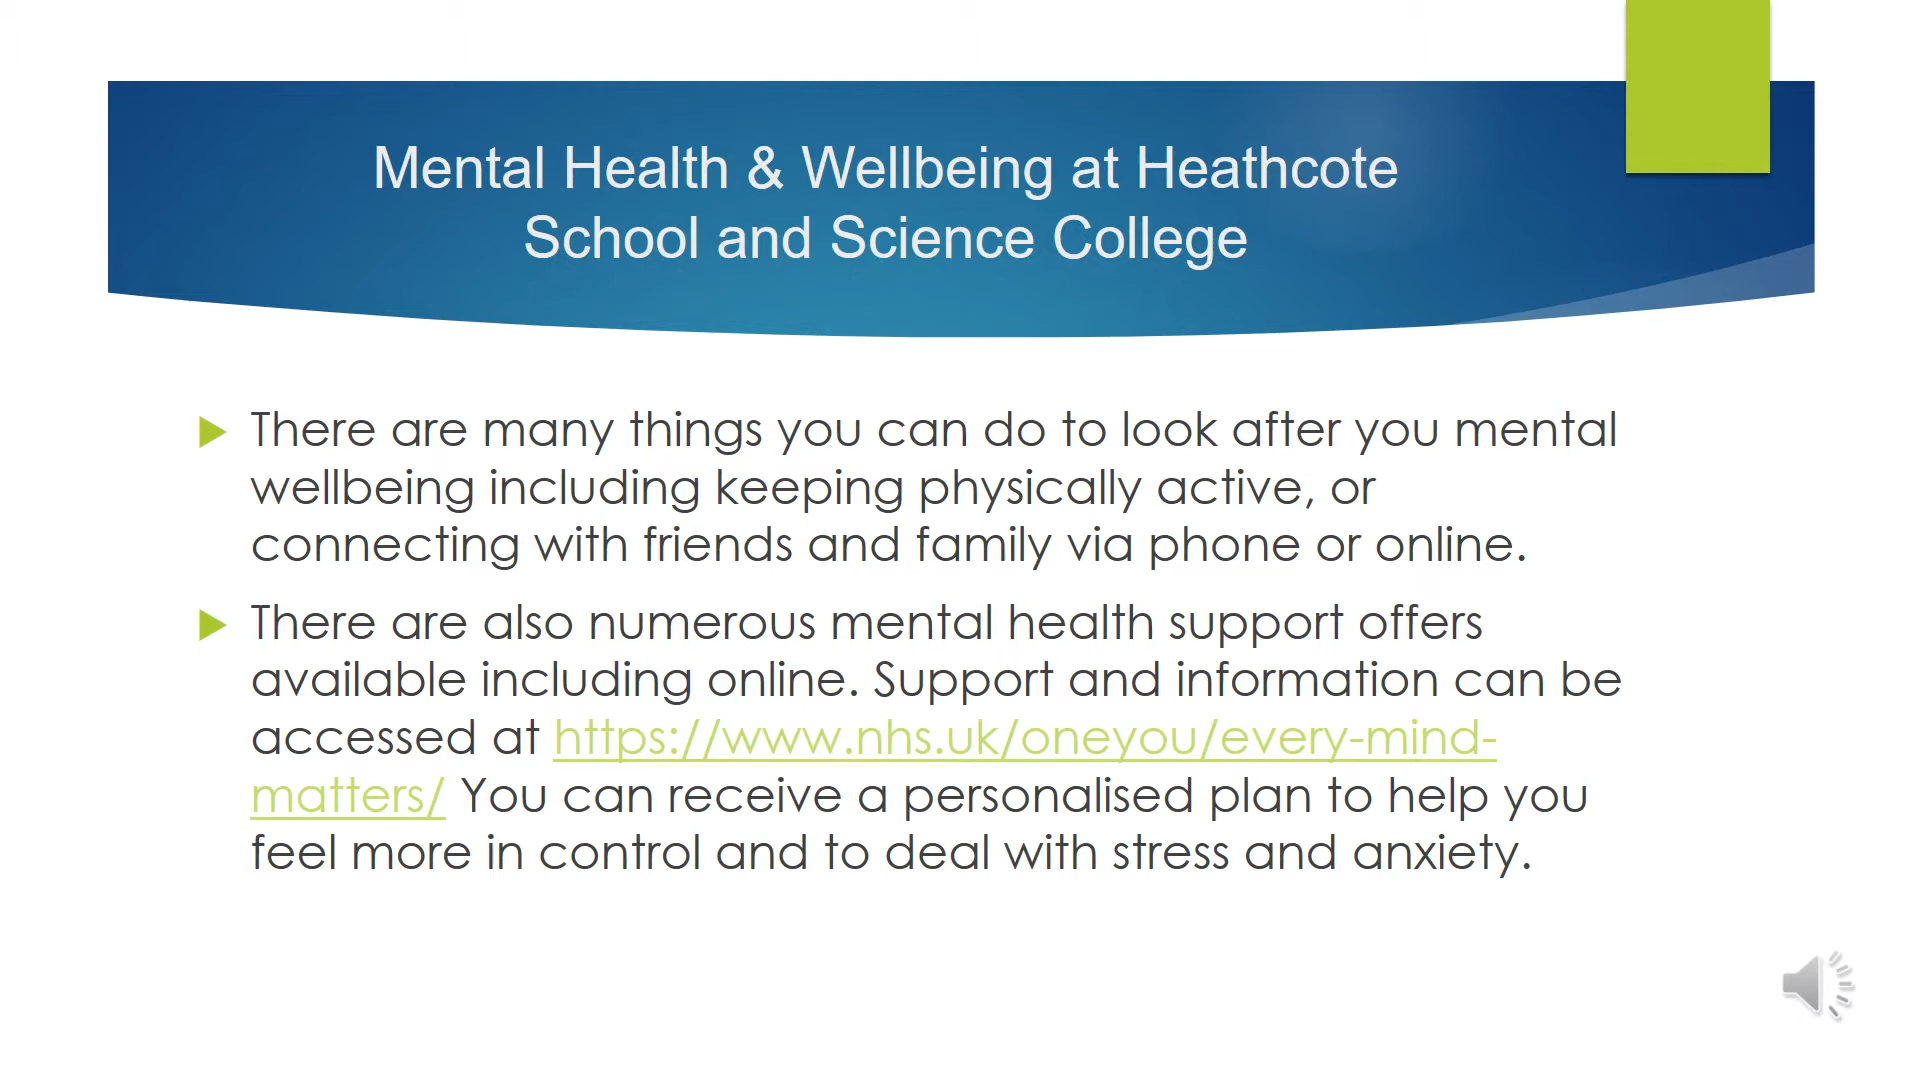 Mental Health & Wellbeing at Heathcote
School and Science College
There are many things you can do to look after you mental
wellbeing including keeping physically active, or
connecting with friends and family via phone or online.
There are also numerous mental health support offers
available including online. Support and information can be
accessed at https://www.nhs.uk/oneyou/every-mind-
matters/ You can receive a personalised plan to help you
feel more in control and to deal with stress and anxiety.